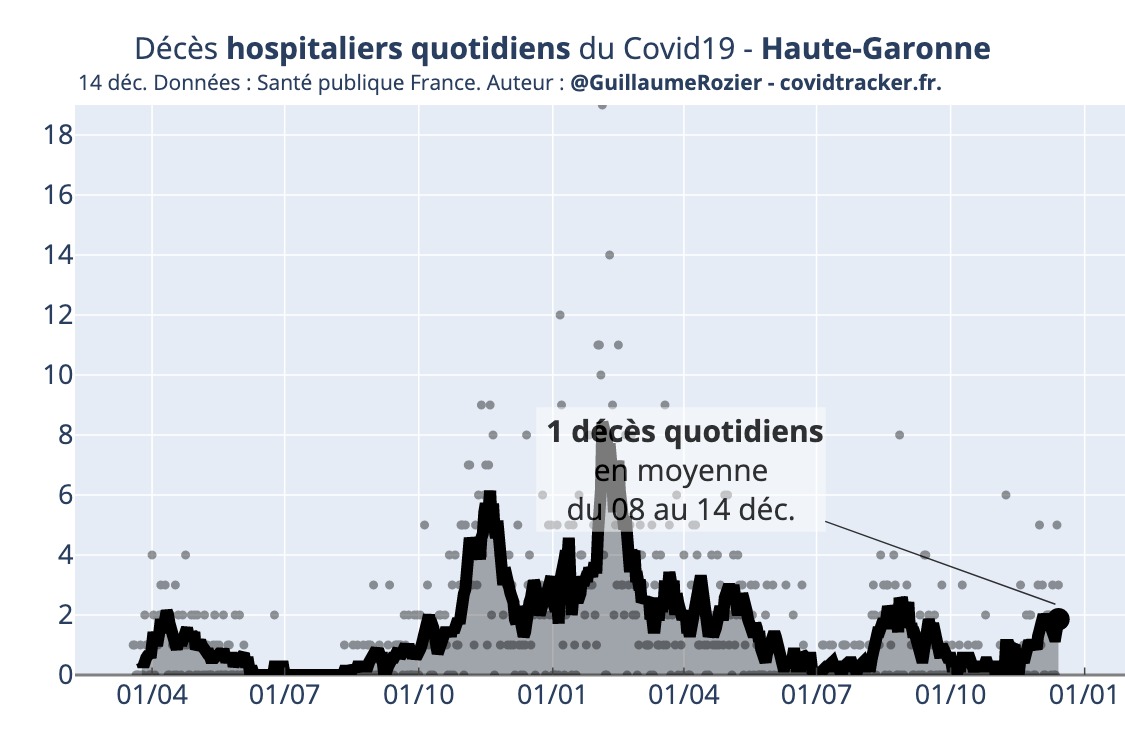 Décès hospitaliers quotidiens du Covid19 - Haute-Garonne
14 déc. Données : Santé publique France. Auteur : @GuillaumeRozier - covidtracker.fr.
18
16
14
12
10
8
6
4
2
0
1 décès quotidiens
en moyenne
du 08 au 14 déc.
01/04 01/07 01/10 01/01 01/04 01/07 01/10 01/01